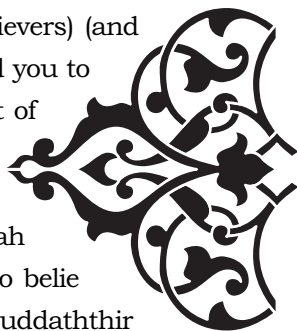 ievers) (and
l you to
t of
ah
o belie
uddaththir